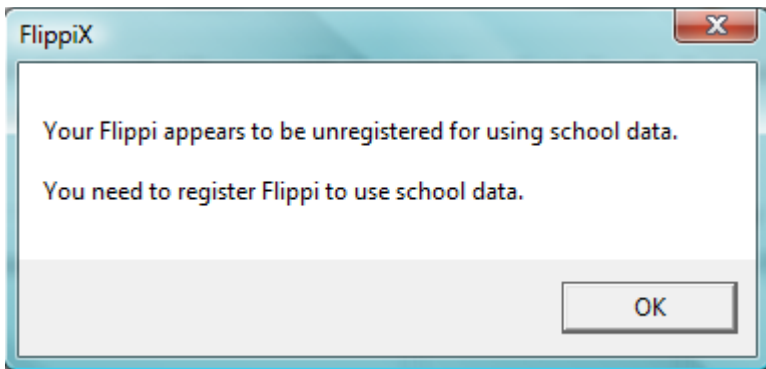 FlippiX
Your Flippi appears to be unregistered for using school data.
You need to register Flippi to use school data.
OK